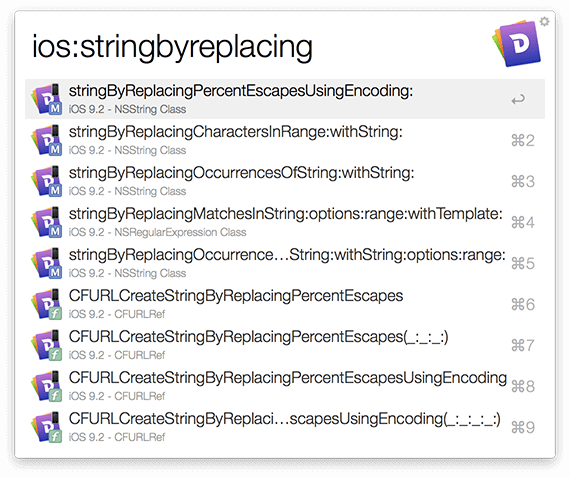 ios:stringbyreplacing
stringByReplacingPercentEscapesUsingEncoding:
iOS 9.2 - NSString Class
stringByReplacingCharactersInRange:withString:
iOS 9.2 - NSString Class
⌘2
stringByReplacingOccurrencesOfString:withString:
iOS 9.2 - NSString Class
⌘3
stringByReplacingMatchesInString:options:range:withTemplate:
iOS 9.2 - NSRegularExpression Class
⌘4
stringByReplacingOccurrence…String:withString:options:range:
iOS 9.2 - NSString Class
⌘5
CFURLCreateStringByReplacingPercentEscapes
iOS 9.2 - CFURLRef
⌘6
CFURLCreateStringByReplacingPercentEscapes(_:_:_:)
iOS 9.2 - CFURLRef
⌘7
CFURLCreateStringByReplacingPercentEscapesUsingEncoding
iOS 9.2 - CFURLRef
⌘8
CFURLCreateStringByReplaci…scapesUsingEncoding(_:_:_:_:)
iOS 9.2 - CFURLRef
⌘9